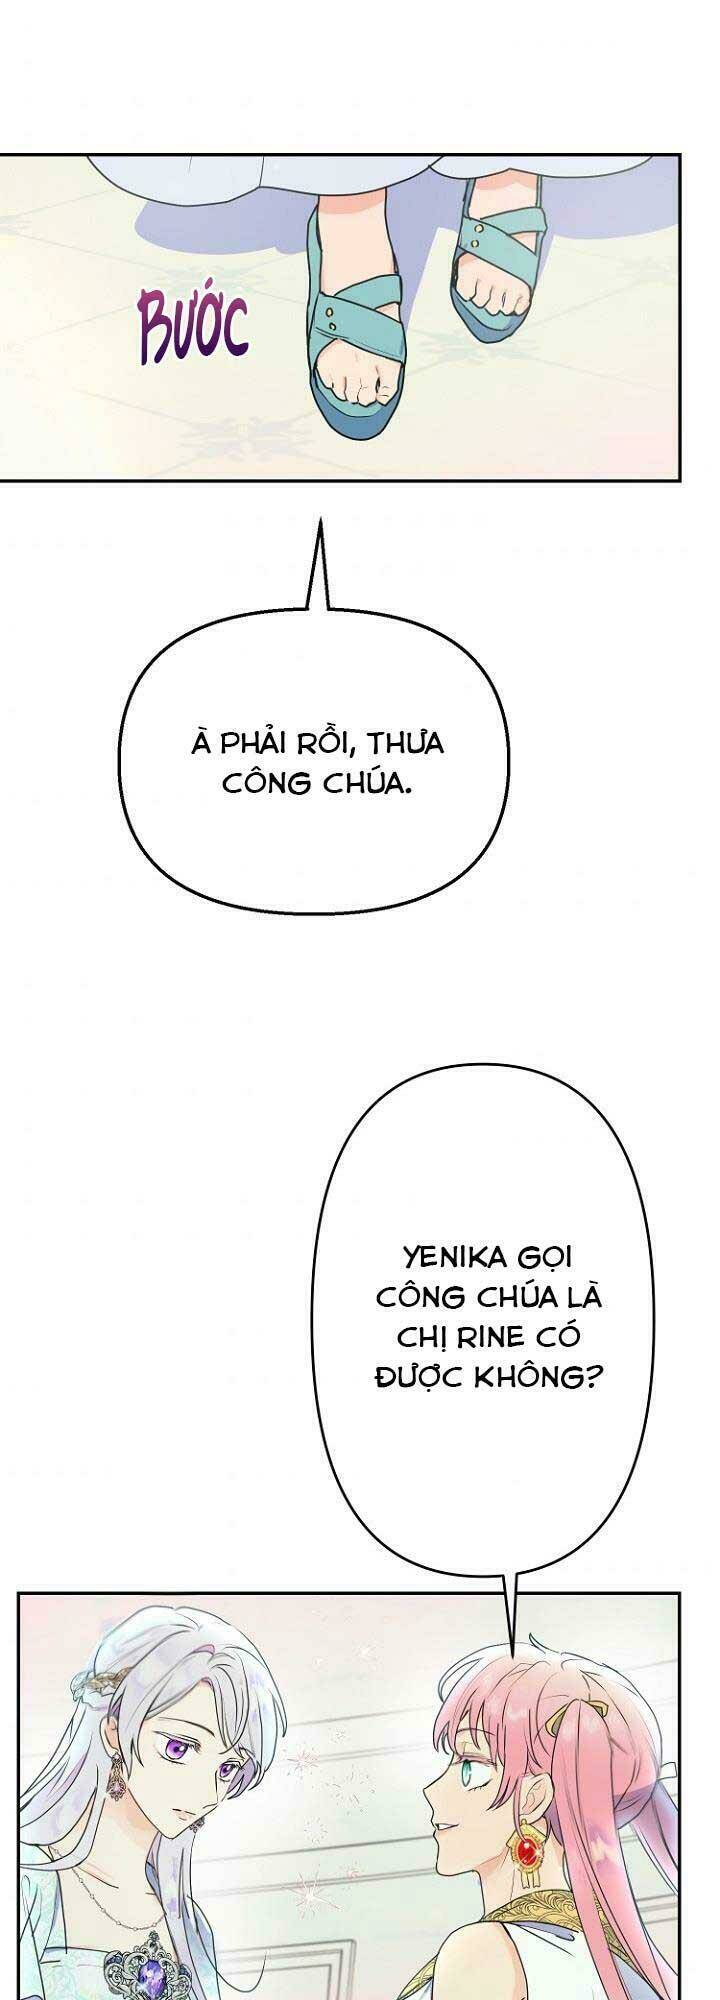 BƯỚC
À PHẢI RỒI, THƯA
CÔNG CHÚA.
YENIKA GỌI
CÔNG CHÚA LÀ
CHỊ RINE CÓ
ĐƯỢC KHÔNG?